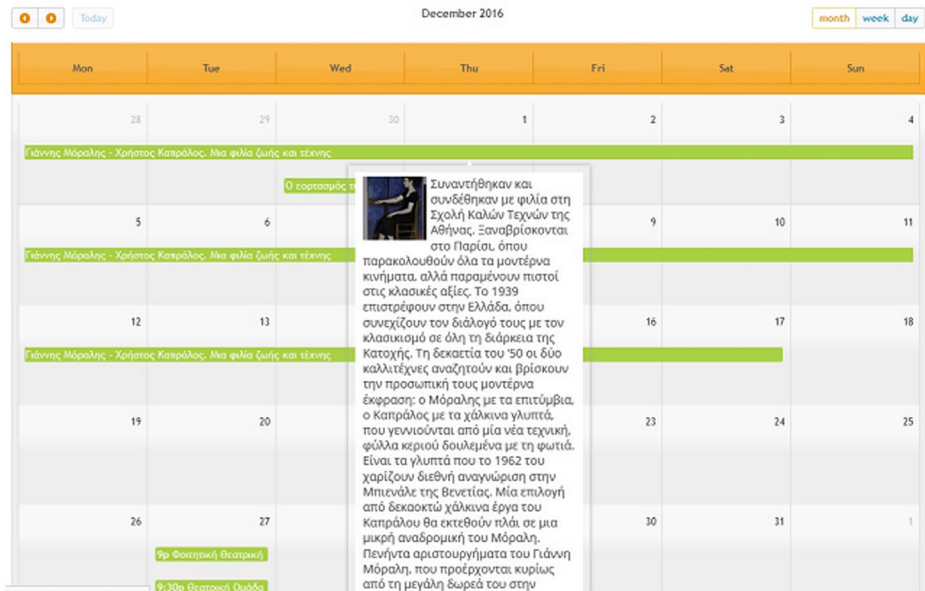 Today
December 2016
month week day
Mon Tue Wed Thu Fri Sat Sun
28 29 30 1 2 3 4
Γιάννης Μόραλης - Χρήστος Καπράλος. Μια φιλία ζωής και τέχνης
Ο εορτασμός
5 6 9 10 11
Γιάννης Μόραλης - Χρήστος Καπράλος. Μια φιλία ζωής και τέχνης
12 13 16 17 18
Γιάννης Μόραλης - Χρήστος Καπράλος. Μια φιλία ζωής και τέχνης
19 20 23 24 25
26 27 30 31 1
9p Φοιτητική Θεατρική
9:30p Θεατρική Ομάδα
Συναντήθηκαν και
συνδέθηκαν με φιλία στη
Σχολή Καλών Τεχνών της
Αθήνας. Ξαναβρίσκονται
στο Παρίσι, όπου
παρακολουθούν όλα τα μοντέρνα
κινήματα, αλλά παραμένουν πιστοί
στις κλασικές αξίες. Το 1939
επιστρέφουν στην Ελλάδα, όπου
συνεχίζουν τον διάλογό τους με τον
κλασικισμό σε όλη τη διάρκεια της
Κατοχής. Τη δεκαετία του '50 οι δύο
καλλιτέχνες αναζητούν και βρίσκουν
την προσωπική τους μοντέρνα
έκφραση: ο Μόραλης με τα επιτύμβια,
ο Καπράλος με τα χάλκινα γλυπτά,
που γεννιούνται από μία νέα τεχνική,
φύλλα κεριού δουλεμένα με τη φωτιά.
Είναι τα γλυπτά που το 1962 του
χαρίζουν διεθνή αναγνώριση στην
Μπιενάλε της Βενετίας. Μία επιλογή
από δεκαοκτώ χάλκινα έργα του
Καπράλου θα εκτεθούν πλάι σε μια
μικρή αναδρομική του Μόραλη.
Πενήντα αριστουργήματα του Γιάννη
Μόραλη, που προέρχονται κυρίως
από τη μεγάλη δωρεά του στην